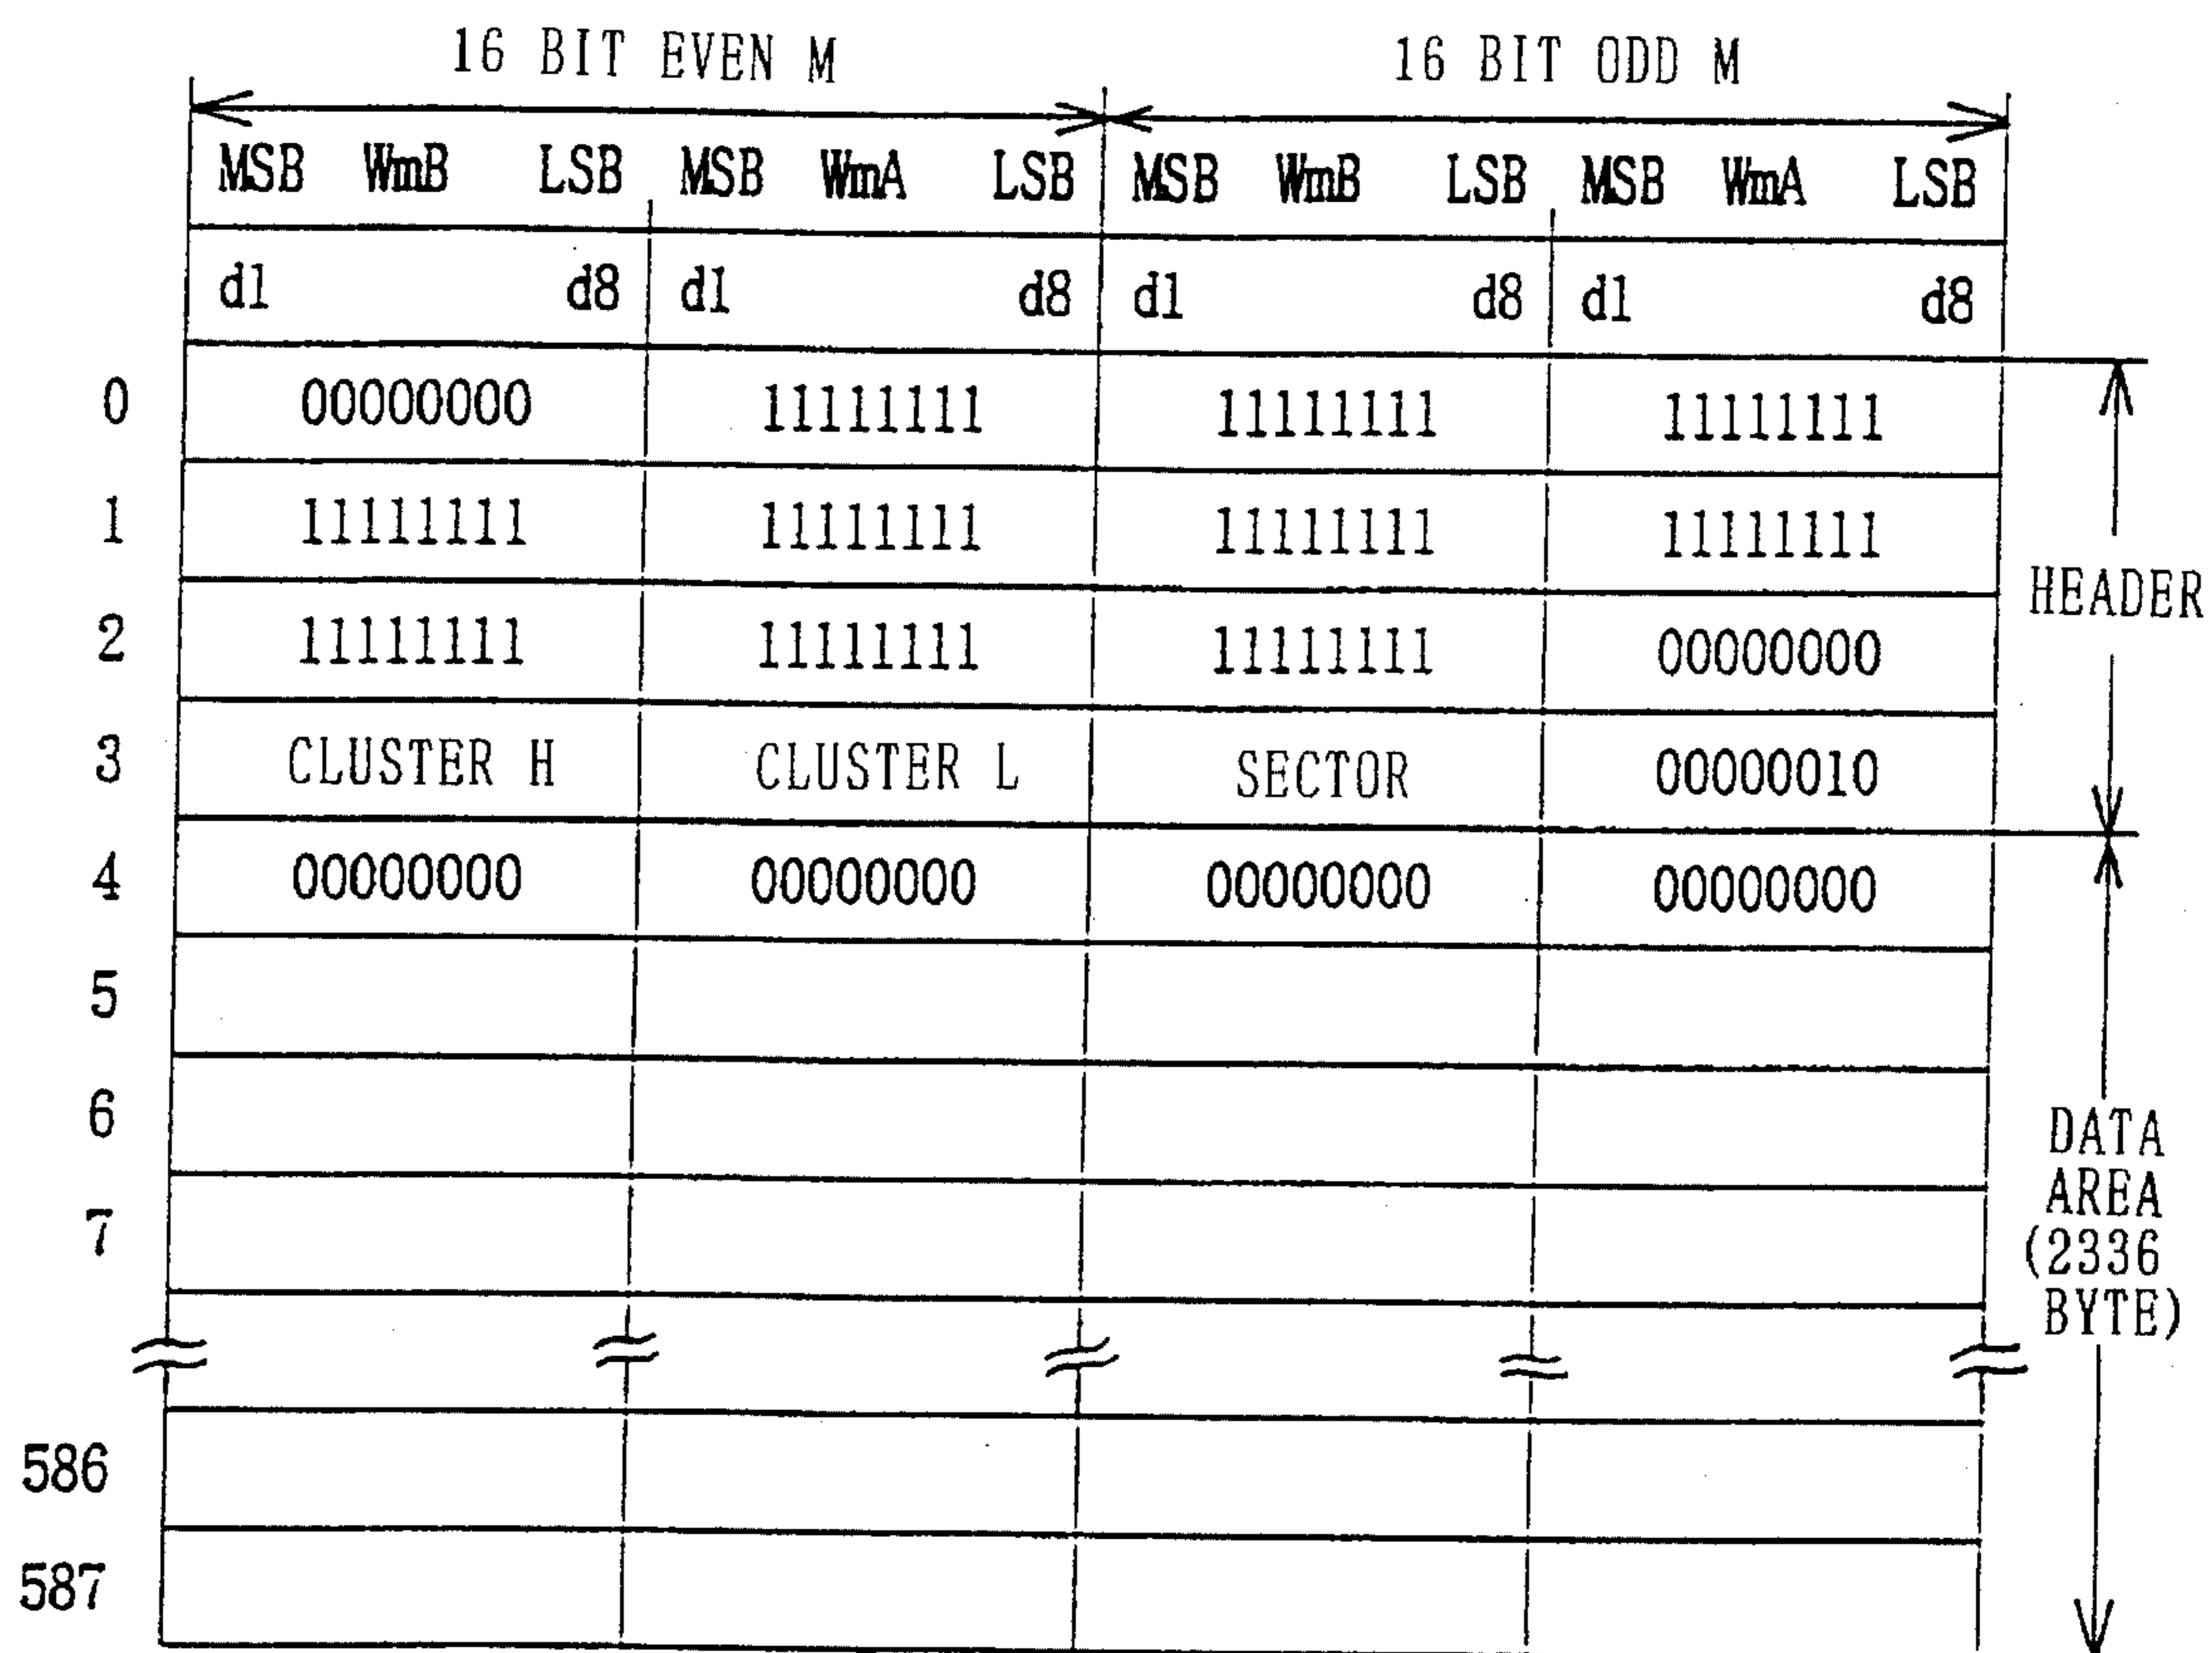 16 BIT EVEN M 16 BIT ODD M
MSB WmB LSB MSB WmA LSB MSB WmB LSB MSB WmA LSB
d1 d8 d1 d8 d1 d8 d1 d8
0 00000000 11111111 11111111 11111111
1 11111111 11111111 11111111 11111111
2 11111111 11111111 11111111 00000000
HEADER
3 CLUSTER H CLUSTER L SECTOR 00000010
4 00000000 00000000 00000000 00000000
5
6
7
DATA
AREA
(2336
BYTE)
586
587